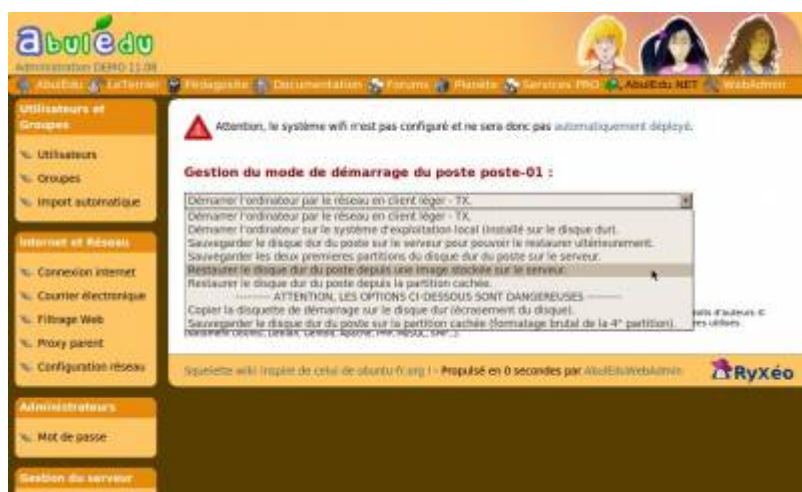 abulédu
Administration DEMO 11.08
AbulEdu LeTerrier Pédagosite Documentation Forums Planète Services PRO AbulEdu NET WebAdmin
Utilisateurs et
Groupes
Utilisateurs
Groupes
Import automatique
Attention, le système wifi n'est pas configuré et ne sera donc pas automatiquement déployé.
Gestion du mode de démarrage du poste poste-01 :
Démarrer l'ordinateur par le réseau en client léger - TX.
Démarrer l'ordinateur par le réseau en client léger - TX.
Démarrer l'ordinateur sur le système d'exploitation local (installé sur le disque dur).
Sauvegarder le disque dur du poste sur le serveur pour pouvoir le restaurer ultérieurement.
Sauvegarder les deux premieres partitions du disque dur du poste sur le serveur.
Restaurer le disque dur du poste depuis une image stockée sur le serveur.
Restaurer le disque dur du poste depuis la partition cachée.
-------- ATTENTION, LES OPTIONS CI-DESSOUS SONT DANGEREUSES --------
Copier la disquette de démarrage sur le disque dur (écrasement du disque).
Sauvegarder le disque dur du poste sur la partition cachée (formatage brutal de la 4° partition).
Internet et Réseau
Connexion internet
Courrier électronique
Filtrage Web
Proxy parent
Configuration réseau
droits d'auteurs ©
utilisés
Squelette wiki inspiré de celui de ubuntu-fr.org ! - Propulsé en 0 secondes par AbulEduWebAdmin
RyXéo
Administrateurs
Mot de passe
Gestion du serveur